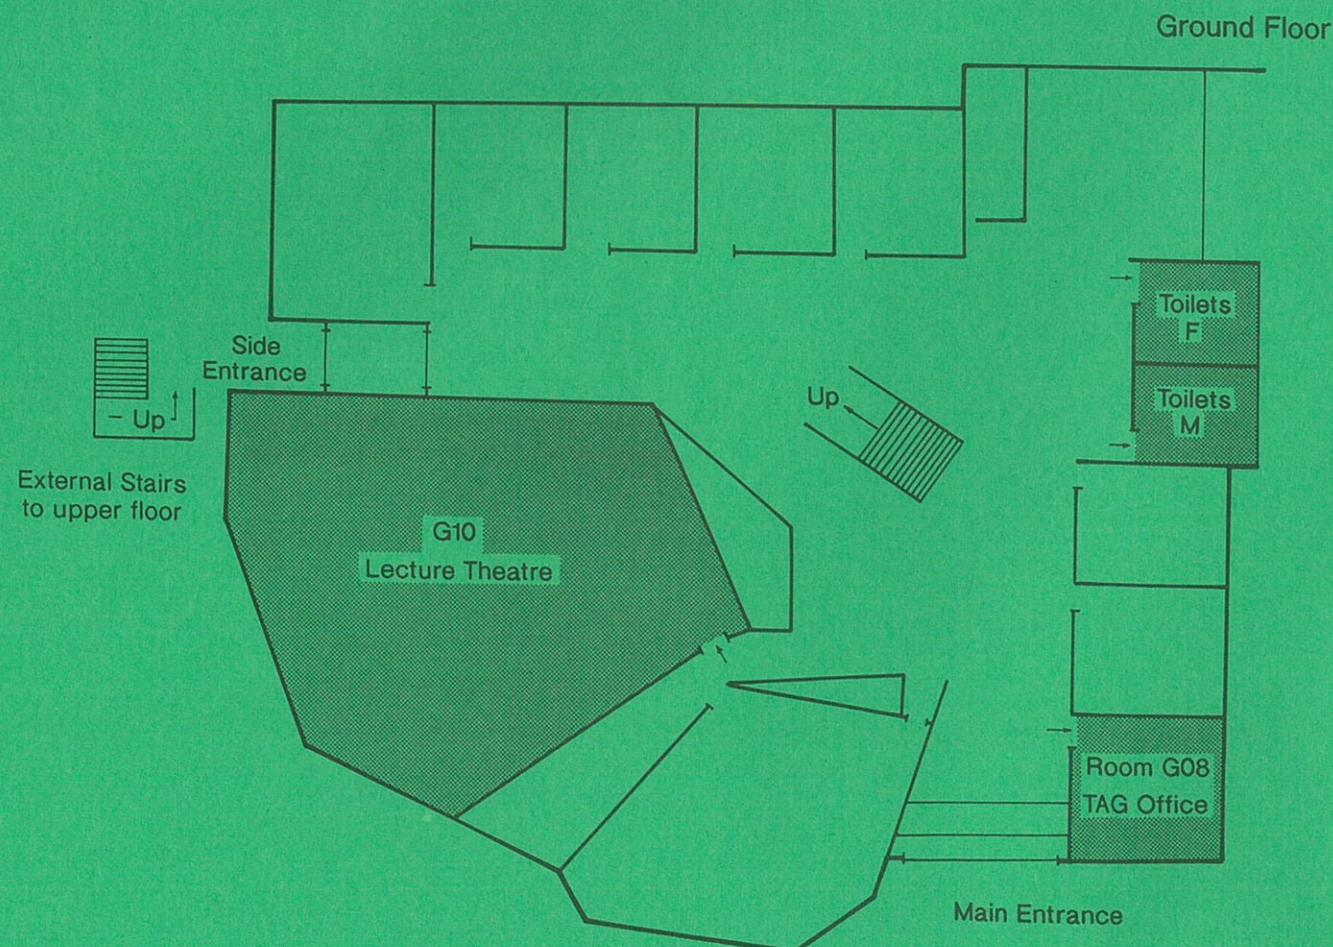 Ground Floor
Toilets
F
Side
Entrance
Toilets
M
Up
– Up
External Stairs
to upper floor
G10
Lecture Theatre
Room G08
TAG Office
Main Entrance